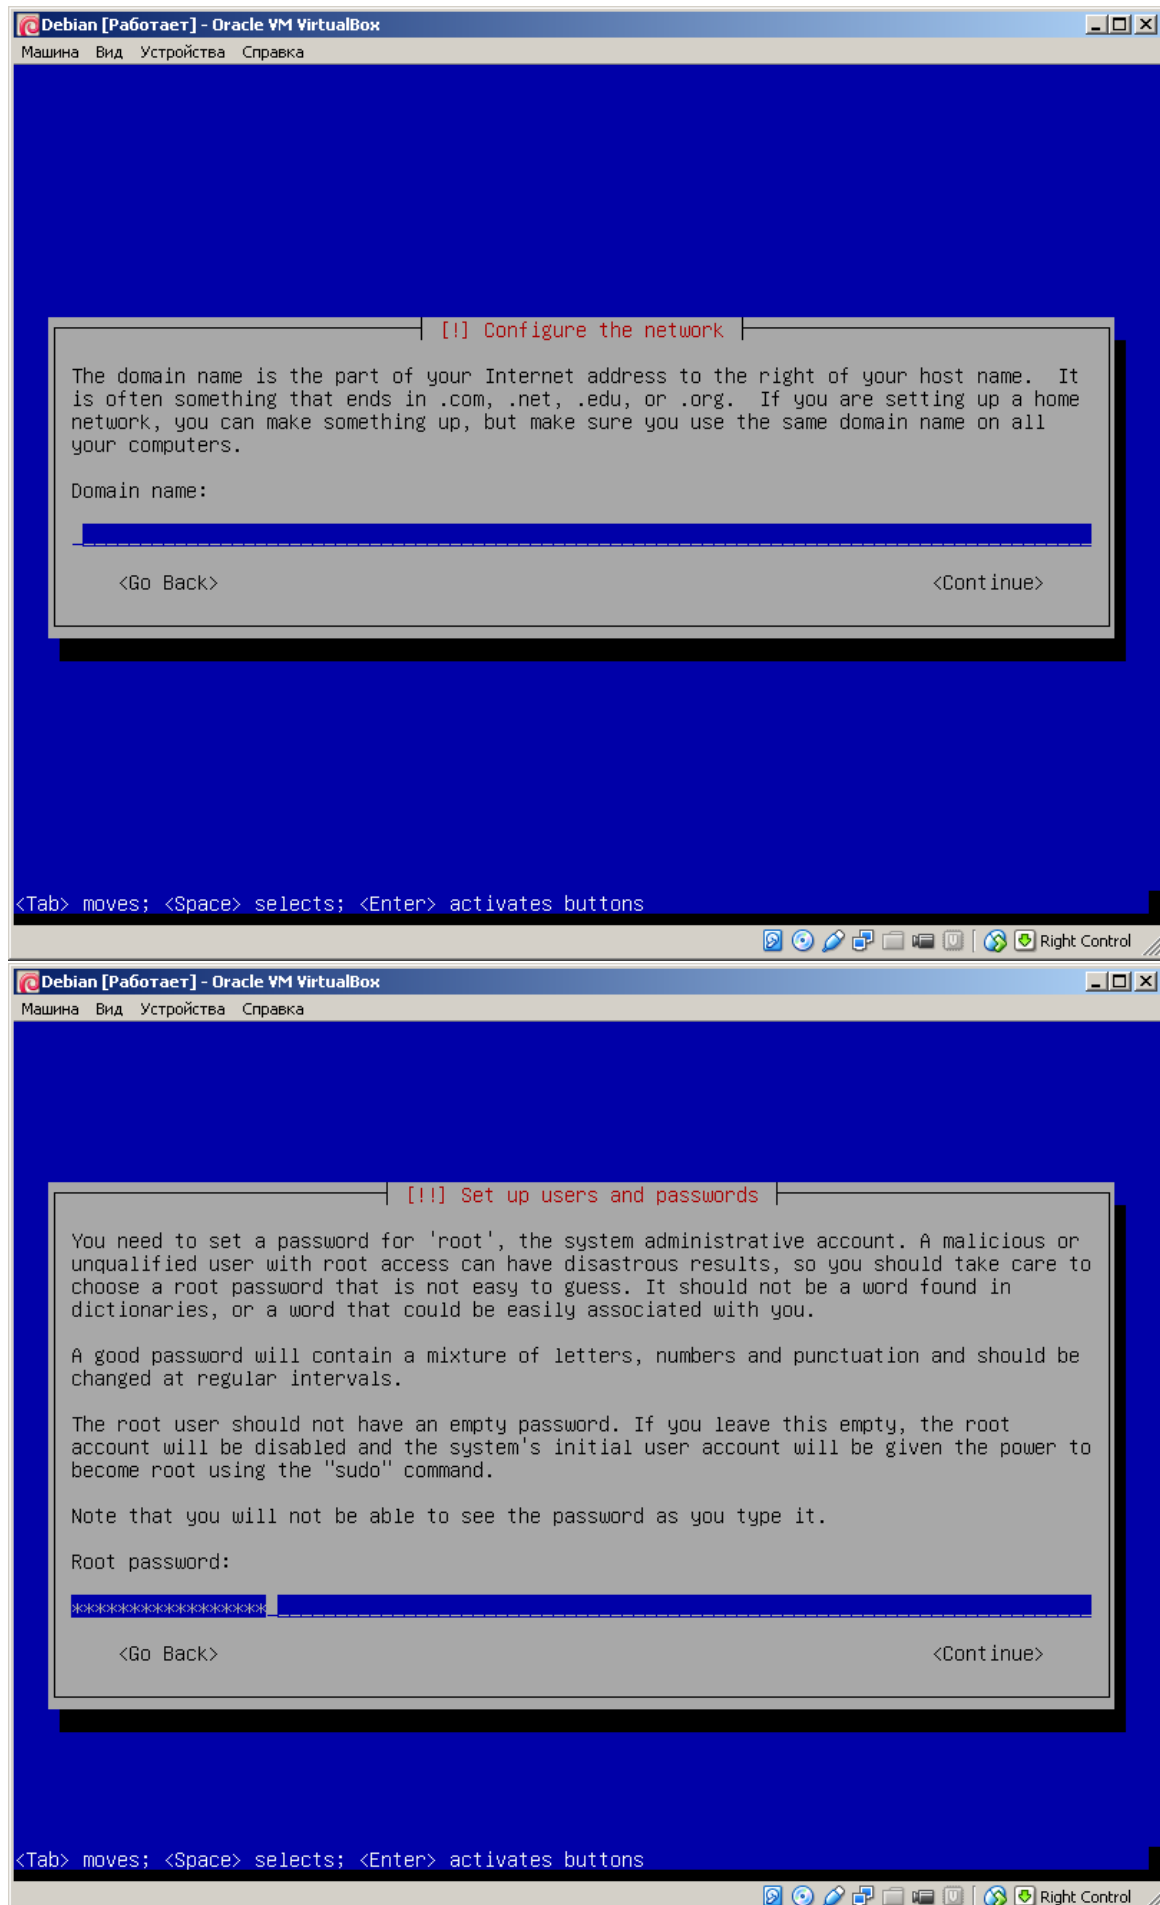 Debian [Работает] - Oracle VM VirtualBox
Машина Вид Устройства Справка
[!] Configure the network
The domain name is the part of your Internet address to the right of your host name.  It
is often something that ends in .com, .net, .edu, or .org.  If you are setting up a home
network, you can make something up, but make sure you use the same domain name on all
your computers.
Domain name:
<Go Back> <Continue>
<Tab> moves; <Space> selects; <Enter> activates buttons
Right Control
Debian [Работает] - Oracle VM VirtualBox
Машина Вид Устройства Справка
[!!] Set up users and passwords
You need to set a password for 'root', the system administrative account. A malicious or
unqualified user with root access can have disastrous results, so you should take care to
choose a root password that is not easy to guess. It should not be a word found in
dictionaries, or a word that could be easily associated with you.
A good password will contain a mixture of letters, numbers and punctuation and should be
changed at regular intervals.
The root user should not have an empty password. If you leave this empty, the root
account will be disabled and the system's initial user account will be given the power to
become root using the "sudo" command.
Note that you will not be able to see the password as you type it.
Root password:
*****************
<Go Back> <Continue>
<Tab> moves; <Space> selects; <Enter> activates buttons
Right Control